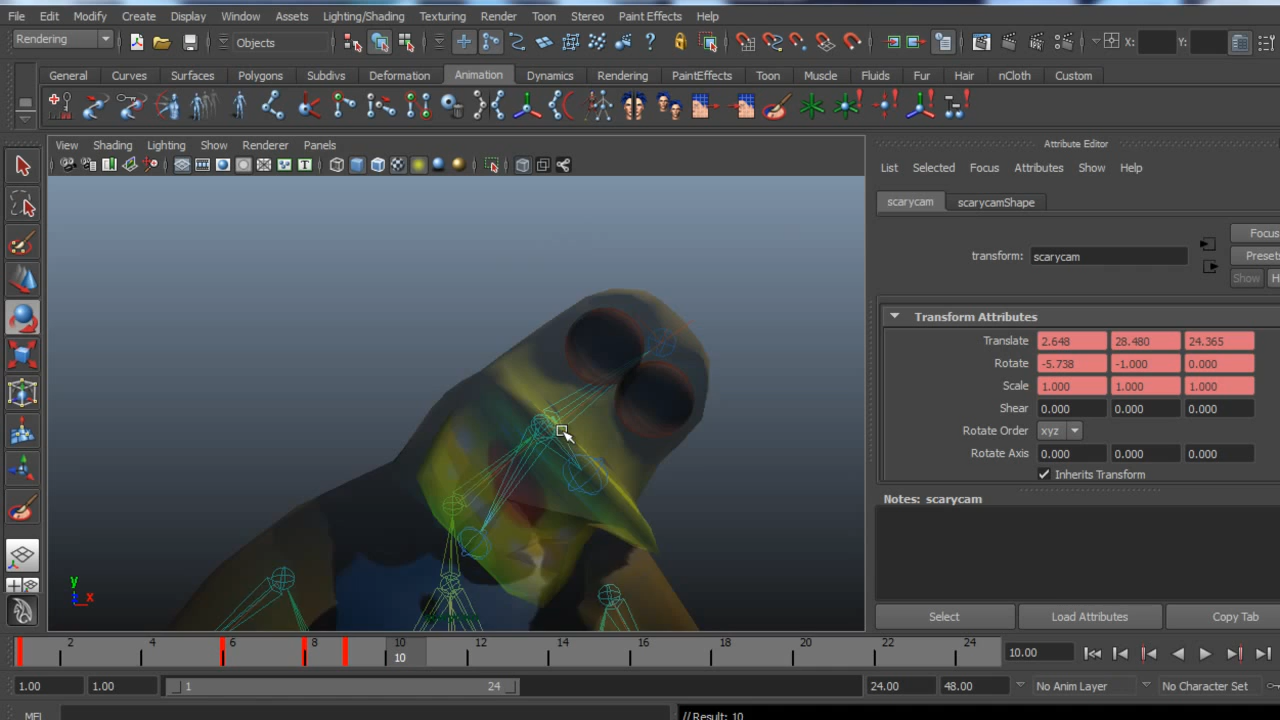 File Edit Modify Create Display Window Assets Lighting/Shading Texturing Render Toon Stereo Paint Effects Help
Rendering Objects X: Y:
General Curves Surfaces Polygons Subdivs Deformation Animation Dynamics Rendering PaintEffects Toon Muscle Fluids Fur Hair nCloth Custom
View Shading Lighting Show Renderer Panels
Attribute Editor
List Selected Focus Attributes Show Help
scarycam scarycamShape
transform: scarycam
Focus
Presets
Show
Transform Attributes
Translate 2.648 28.480 24.365
Rotate -5.738 -1.000 0.000
Scale 1.000 1.000 1.000
Shear 0.000 0.000 0.000
Rotate Order xyz
Rotate Axis 0.000 0.000 0.000
Inherits Transform
Notes: scarycam
Select Load Attributes Copy Tab
y
x
2 4 6 8 10 12 14 16 18 20 22 24
10
10.00
1.00 1.00 1 24 24.00 48.00 No Anim Layer No Character Set
MEL // Result: 10